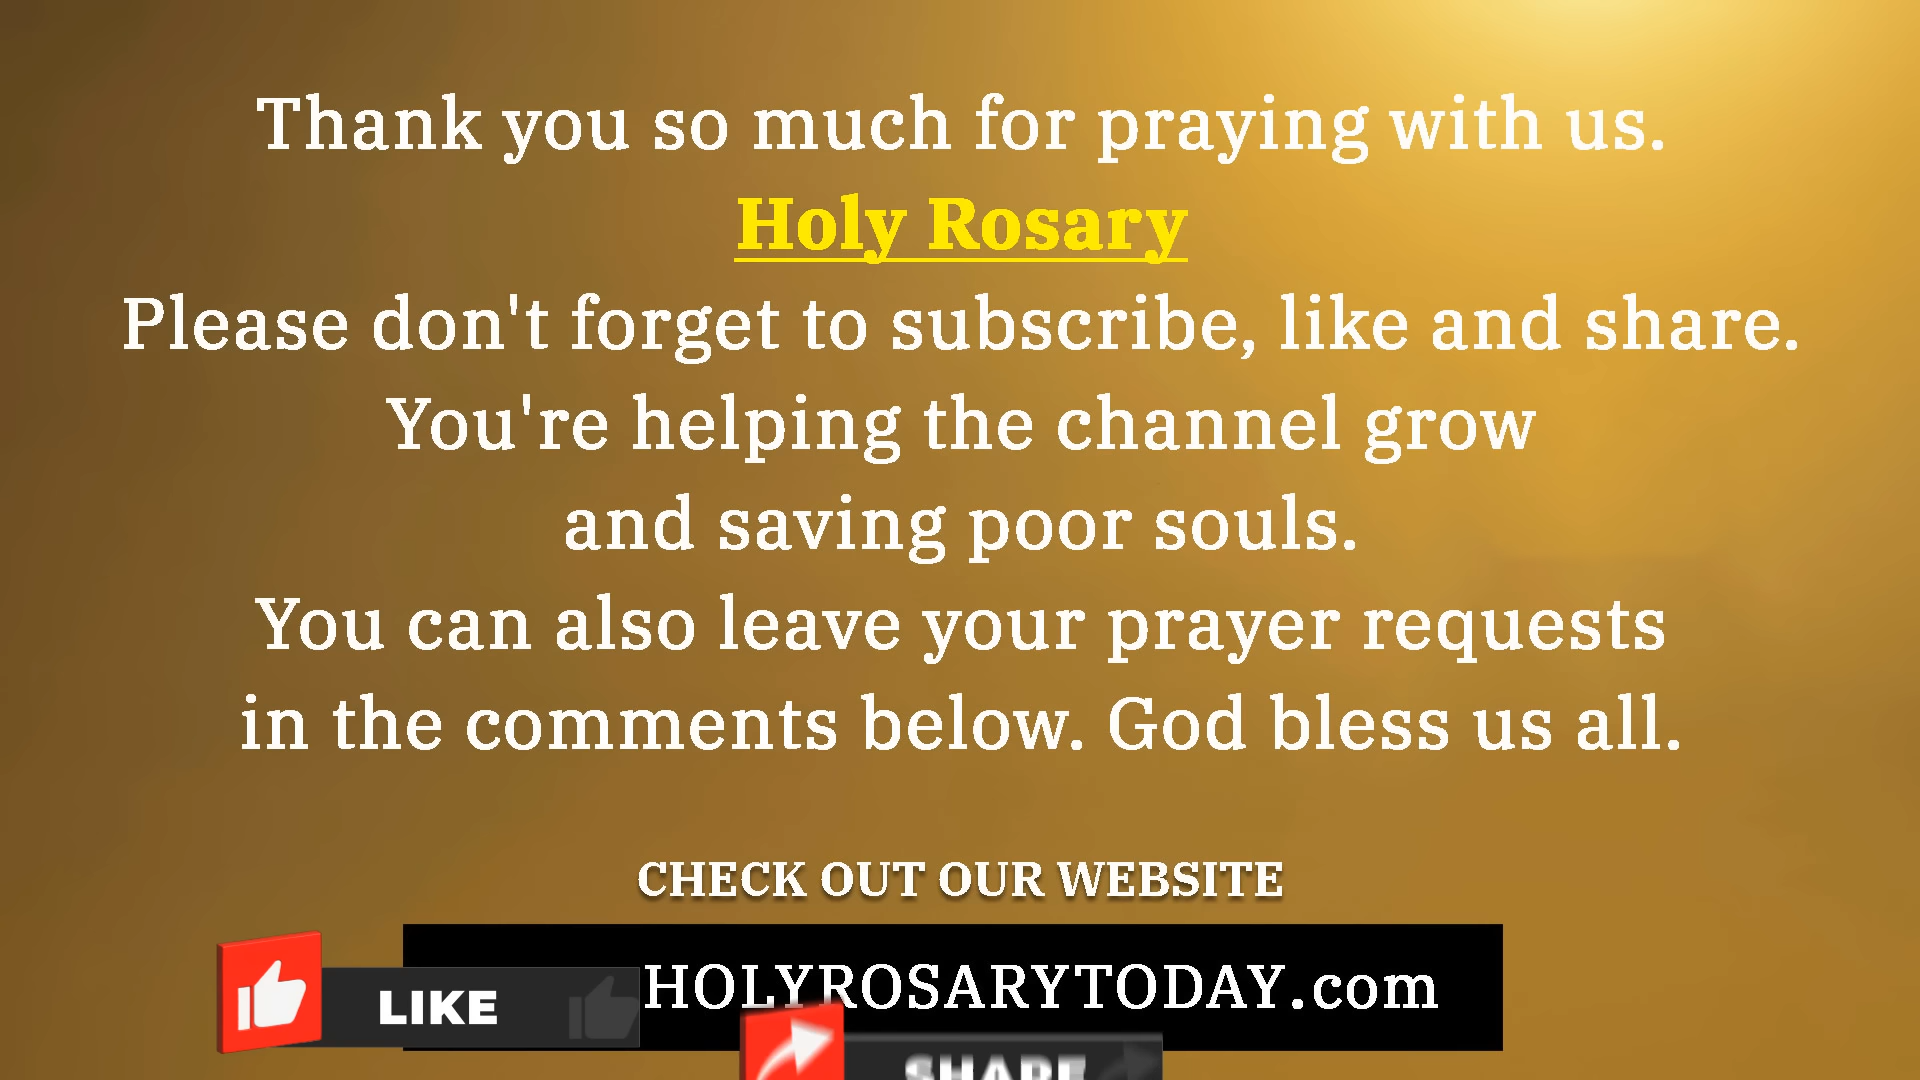 Thank you so much for praying with us.
Holy Rosary
Please don't forget to subscribe, like and share.
You're helping the channel grow
and saving poor souls.
You can also leave your prayer requests
in the comments below. God bless us all.
CHECK OUT OUR WEBSITE
HOLYROSARYTODAY.com
LIKE
SHARE